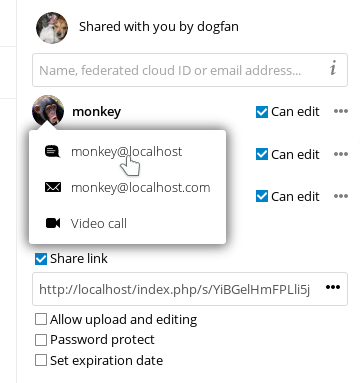 Shared with you by dogfan
Name, federated cloud ID or email address... i
monkey Can edit
monkey@localhost Can edit
monkey@localhost.com Can edit
Video call
Share link
http://localhost/index.php/s/YiBGelHmFPLli5j
Allow upload and editing
Password protect
Set expiration date